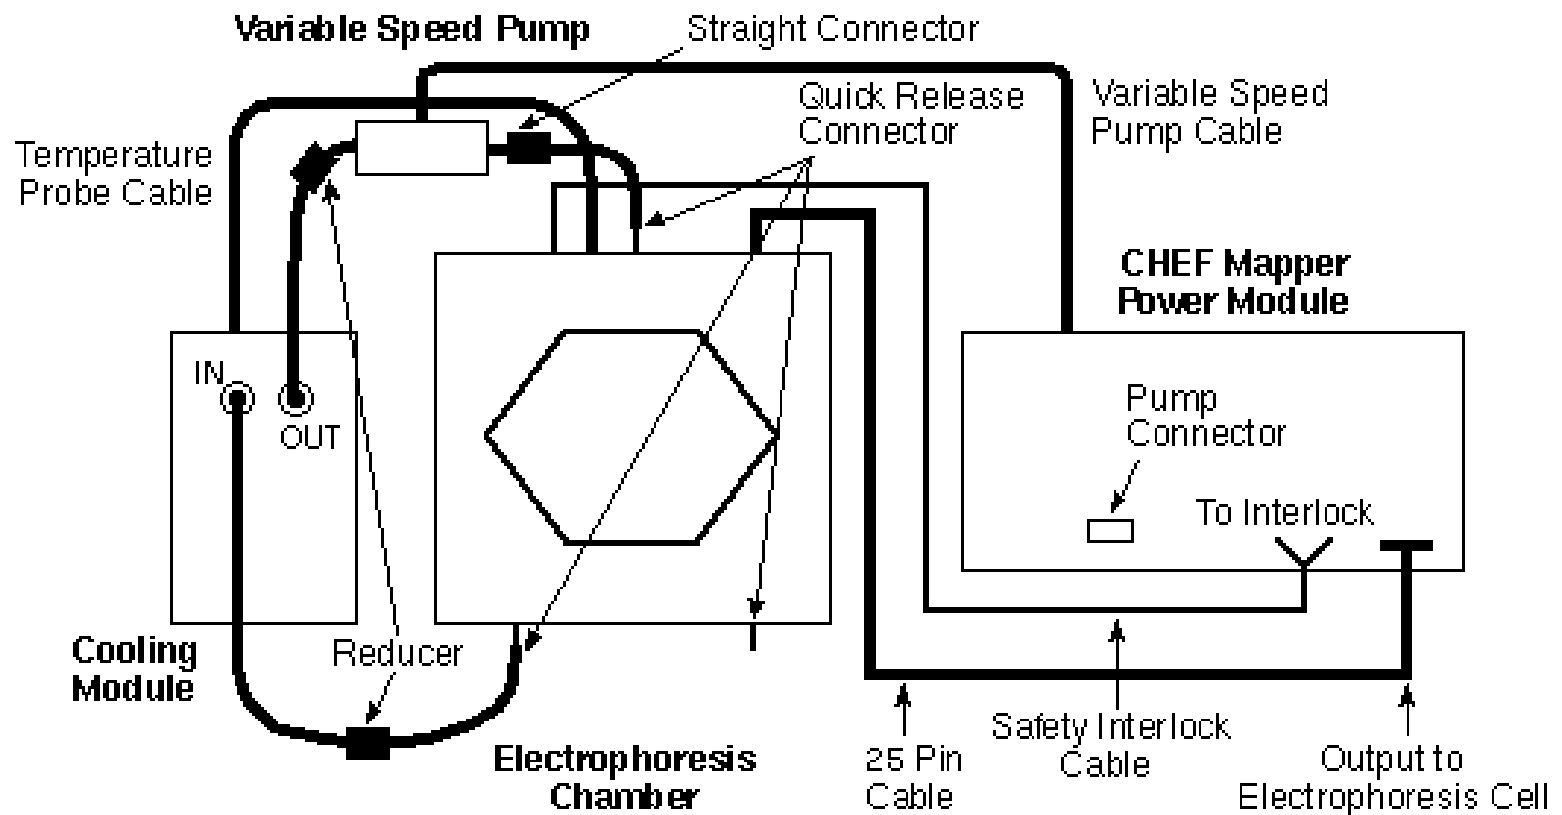 Variable Speed Pump
Straight Connector
Quick Release
Connector
Variable Speed
Pump Cable
Temperature
Probe Cable
CHEF Mapper
Power Module
IN
OUT
Pump
Connector
To Interlock
Cooling
Module
Reducer
Electrophoresis
Chamber
25 Pin
Cable
Safety Interlock
Cable
Output to
Electrophoresis Cell